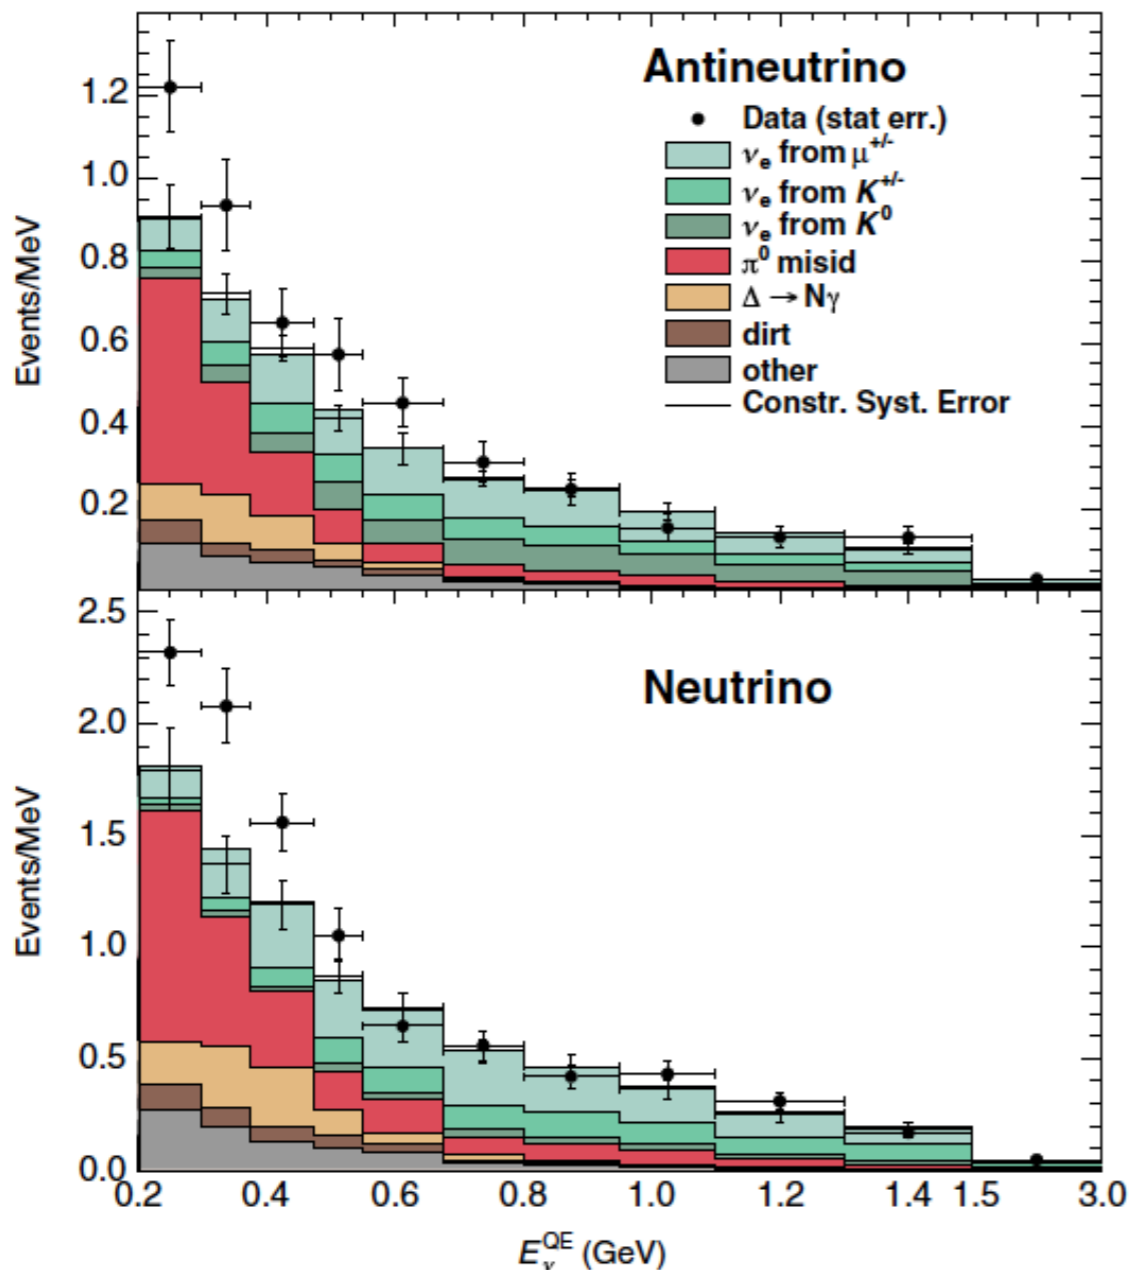 Antineutrino
Data (stat err.)
νe from μ+/-
νe from K+/-
νe from K0
π0 misid
Δ → Nγ
dirt
other
Constr. Syst. Error
Events/MeV
1.2
1.0
0.8
0.6
0.4
0.2
Neutrino
Events/MeV
2.5
2.0
1.5
1.0
0.5
0.0
0.2 0.4 0.6 0.8 1.0 1.2 1.4 1.5 3.0
EνQE (GeV)